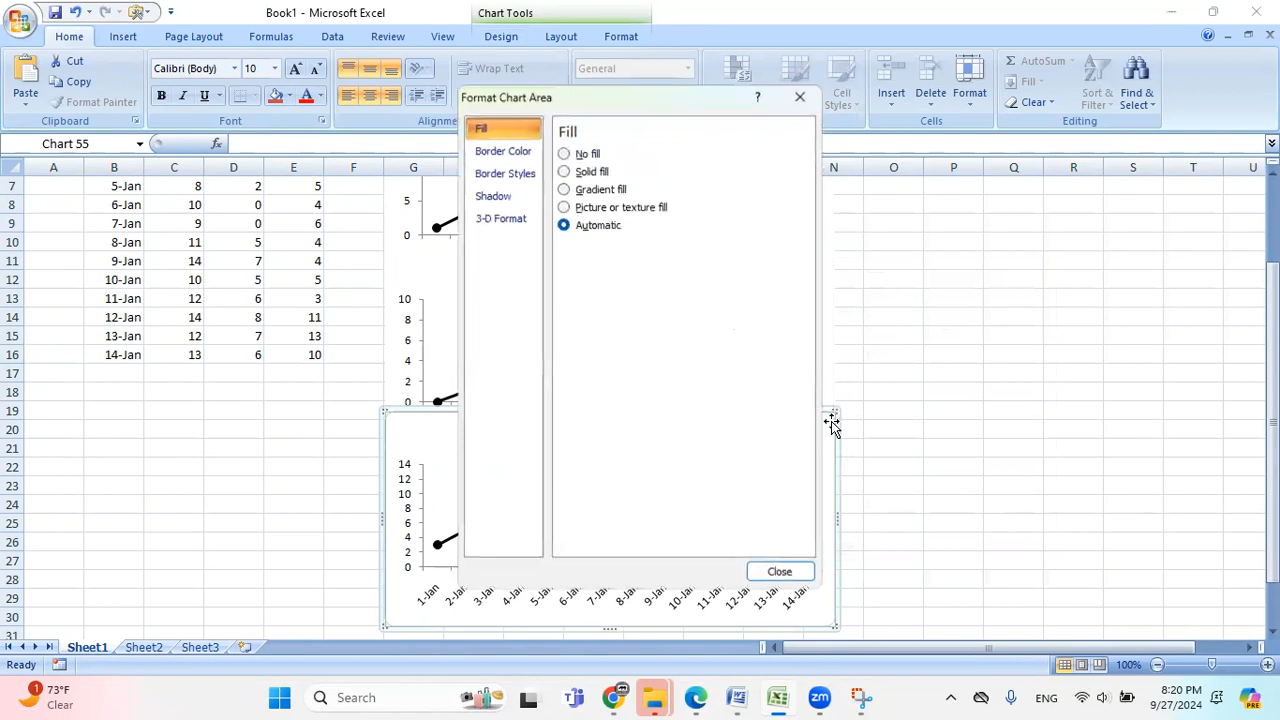 Book1 - Microsoft Excel
Chart Tools
Home Insert Page Layout Formulas Data Review View Design Layout Format
Paste
Cut
Copy
Format Painter
Clipboard
Calibri (Body) 10
B I U
Font
Wrap Text
Alignme
General
Cell
Styles
Insert Delete Format
Cells
AutoSum
Fill
Clear
Sort &
Filter
Find &
Select
Editing
Chart 55
fx
A B C D E F G N O P Q R S T U
7 5-Jan 8 2 5
8 6-Jan 10 0 4
9 7-Jan 9 0 6
10 8-Jan 11 5 4
11 9-Jan 14 7 4
12 10-Jan 10 5 5
13 11-Jan 12 6 3
14 12-Jan 14 8 11
15 13-Jan 12 7 13
16 14-Jan 13 6 10
17
18
19
20
21
22
23
24
25
26
27
28
29
30
31
5
0
10
8
6
4
2
0
14
12
10
8
6
4
2
0
1-Jan 2-Jan 3-Jan 4-Jan 5-Jan 6-Jan 7-Jan 8-Jan 9-Jan 10-Jan 11-Jan 12-Jan 13-Jan 14-Jan
Format Chart Area
?
Fill
Border Color
Border Styles
Shadow
3-D Format
Fill
No fill
Solid fill
Gradient fill
Picture or texture fill
Automatic
Close
Sheet1 Sheet2 Sheet3
Ready
100%
1
73°F
Clear
Search
ENG
8:20 PM
9/27/2024
PRE